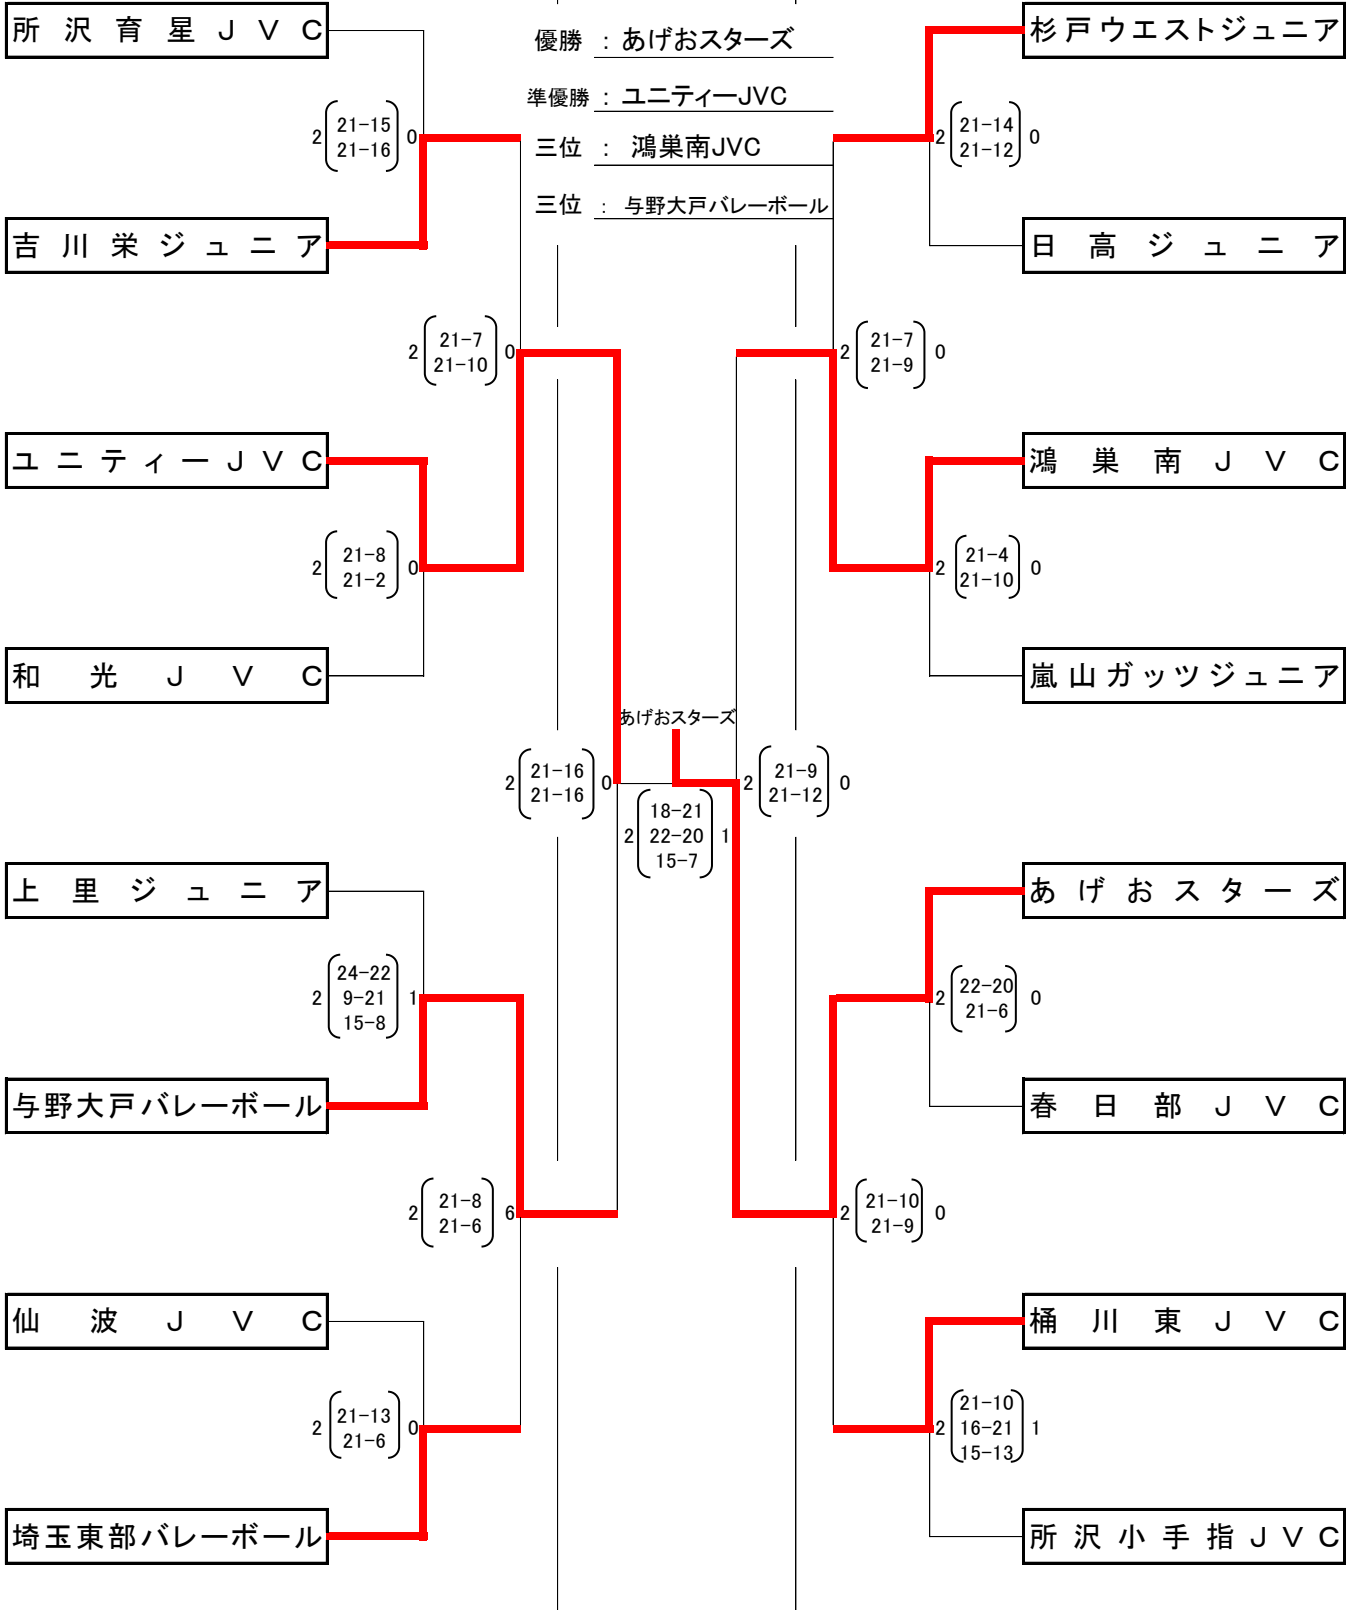 優勝 ： あげおスターズ
準優勝 ： ユニティーJVC
三位 ： 鴻巣南JVC
三位 ： 与野大戸バレーボール
所沢育星ＪＶＣ
2 21-15 0
21-16
吉川栄ジュニア
2 21-7 0
21-10
ユニティーＪＶＣ
2 21-8 0
21-2
和光ＪＶＣ
2 21-16 0
21-16
上里ジュニア
2 24-22 1
9-21
15-8
与野大戸バレーボール
2 21-8 6
21-6
仙波ＪＶＣ
2 21-13 0
21-6
埼玉東部バレーボール
あげおスターズ
2 18-21 1
22-20
15-7
杉戸ウエストジュニア
2 21-14 0
21-12
日高ジュニア
2 21-7 0
21-9
鴻巣南ＪＶＣ
2 21-4 0
21-10
嵐山ガッツジュニア
2 21-9 0
21-12
あげおスターズ
2 22-20 0
21-6
春日部ＪＶＣ
2 21-10 0
21-9
桶川東ＪＶＣ
2 21-10 1
16-21
15-13
所沢小手指ＪＶＣ